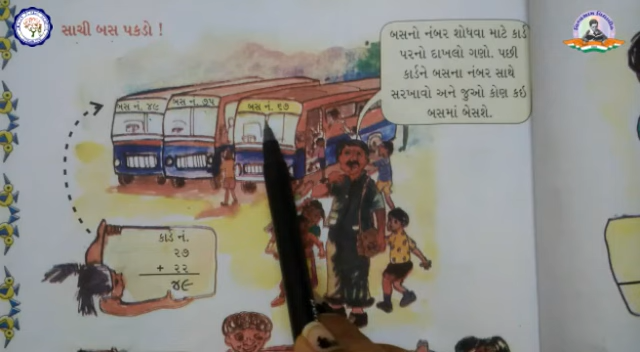 સાચી બસ પકડો !
બસનો નંબર શોધવા માટે કાર્ડ
પરનો દાખલો ગણો. પછી
કાર્ડને બસના નંબર સાથે
સરખાવો અને જુઓ કોણ કઈ
બસમાં બેસશે.
બસ નં. ૪૯
બસ નં. ૭૫
બસ નં. ૬૭
કાર્ડ નં.
૨૭
+ ૨૨
૪૯